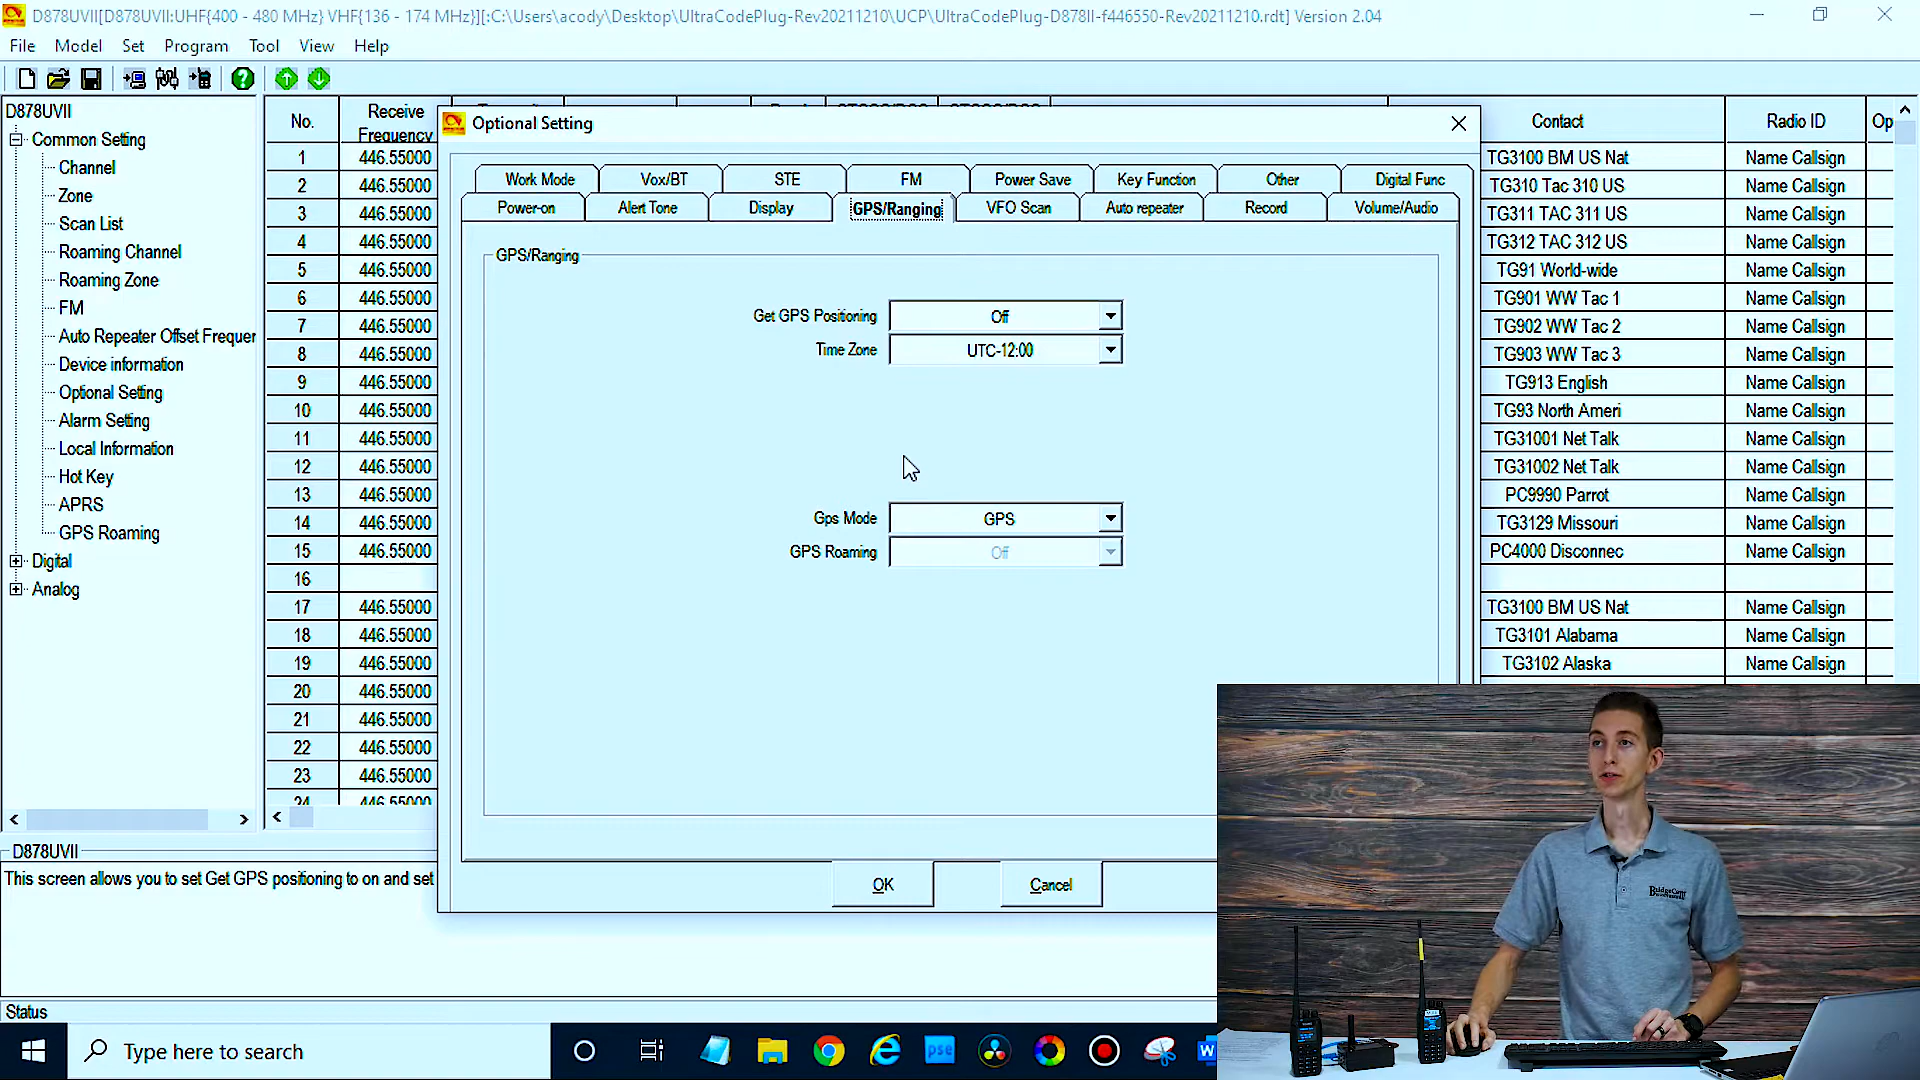 D878UVII[D878UVII:UHF{400 - 480 MHz} VHF{136 - 174 MHz}][:C:\Users\acody\Desktop\UltraCodePlug-Rev20211210\UCP\UltraCodePlug-D878II-f446550-Rev20211210.rdt] Version 2.04
File Model Set Program Tool View Help
D878UVII
Common Setting
Channel
Zone
Scan List
Roaming Channel
Roaming Zone
FM
Auto Repeater Offset Frequer
Device information
Optional Setting
Alarm Setting
Local Information
Hot Key
APRS
GPS Roaming
Digital
Analog
No. Receive Frequency
1 446.55000
2 446.55000
3 446.55000
4 446.55000
5 446.55000
6 446.55000
7 446.55000
8 446.55000
9 446.55000
10 446.55000
11 446.55000
12 446.55000
13 446.55000
14 446.55000
15 446.55000
16
17 446.55000
18 446.55000
19 446.55000
20 446.55000
21 446.55000
22 446.55000
23 446.55000
24 446.55000
Optional Setting
Work Mode Vox/BT STE FM Power Save Key Function Other Digital Func
Power-on Alert Tone Display GPS/Ranging VFO Scan Auto repeater Record Volume/Audio
GPS/Ranging
Get GPS Positioning Off
Time Zone UTC-12:00
Gps Mode GPS
GPS Roaming Off
OK Cancel
Contact Radio ID Op
TG3100 BM US Nat Name Callsign
TG310 Tac 310 US Name Callsign
TG311 TAC 311 US Name Callsign
TG312 TAC 312 US Name Callsign
TG91 World-wide Name Callsign
TG901 WW Tac 1 Name Callsign
TG902 WW Tac 2 Name Callsign
TG903 WW Tac 3 Name Callsign
TG913 English Name Callsign
TG93 North Ameri Name Callsign
TG31001 Net Talk Name Callsign
TG31002 Net Talk Name Callsign
PC9990 Parrot Name Callsign
TG3129 Missouri Name Callsign
PC4000 Disconnec Name Callsign
TG3100 BM US Nat Name Callsign
TG3101 Alabama Name Callsign
TG3102 Alaska Name Callsign
D878UVII
This screen allows you to set Get GPS positioning to on and set
Status
Type here to search
pse
W
BridgeCom